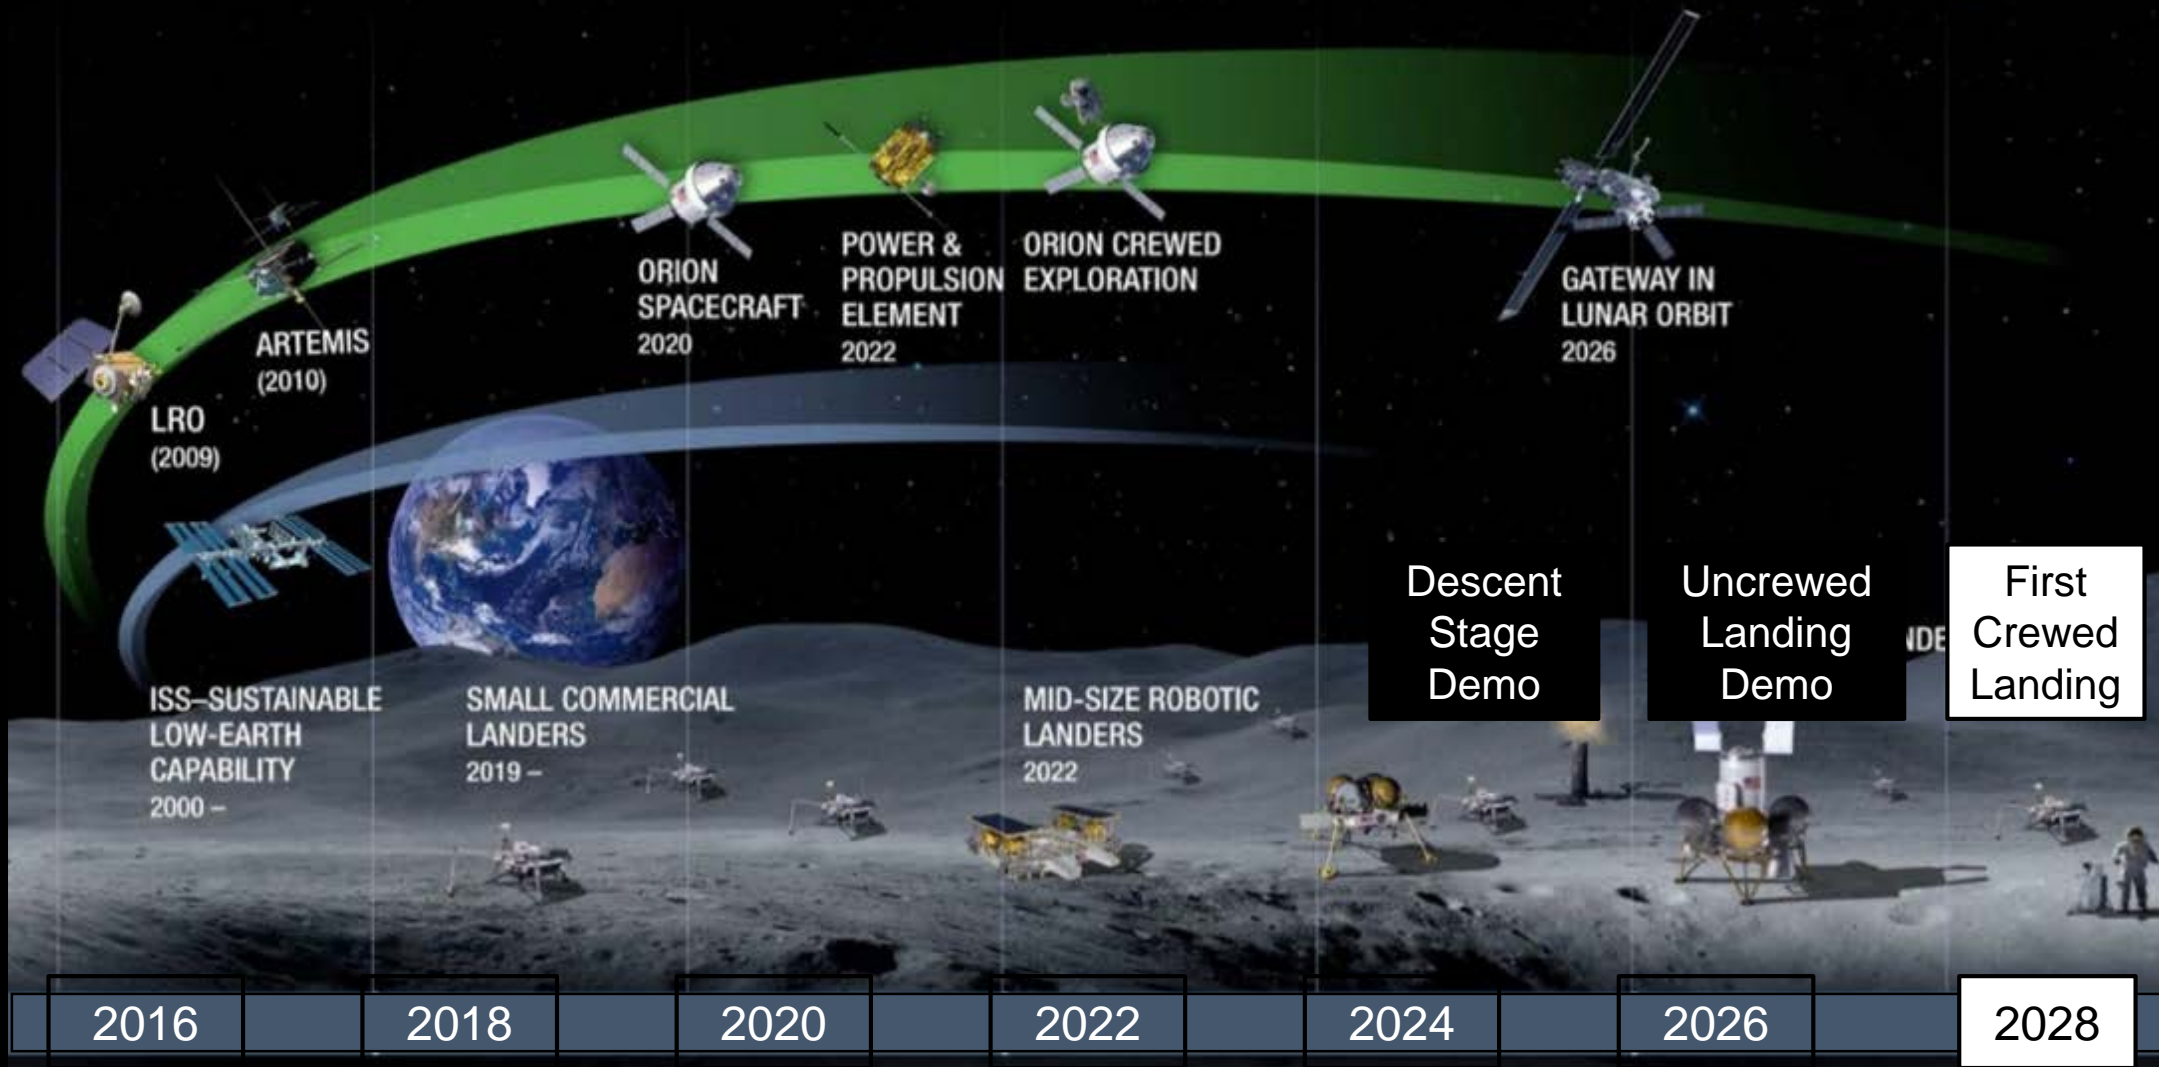 ORION
SPACECRAFT
2020
POWER &
PROPULSION
ELEMENT
2022
ORION CREWED
EXPLORATION
GATEWAY IN
LUNAR ORBIT
2026
ARTEMIS
(2010)
LRO
(2009)
ISS–SUSTAINABLE
LOW-EARTH
CAPABILITY
2000 –
SMALL COMMERCIAL
LANDERS
2019 –
MID-SIZE ROBOTIC
LANDERS
2022
Descent
Stage
Demo
Uncrewed
Landing
Demo
First
Crewed
Landing
2016
2018
2020
2022
2024
2026
2028